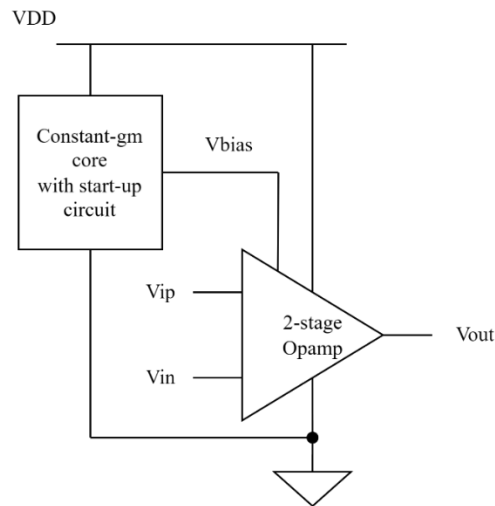 VDD
Constant-gm
core
with start-up
circuit
Vbias
Vip
2-stage
Opamp
Vin
Vout